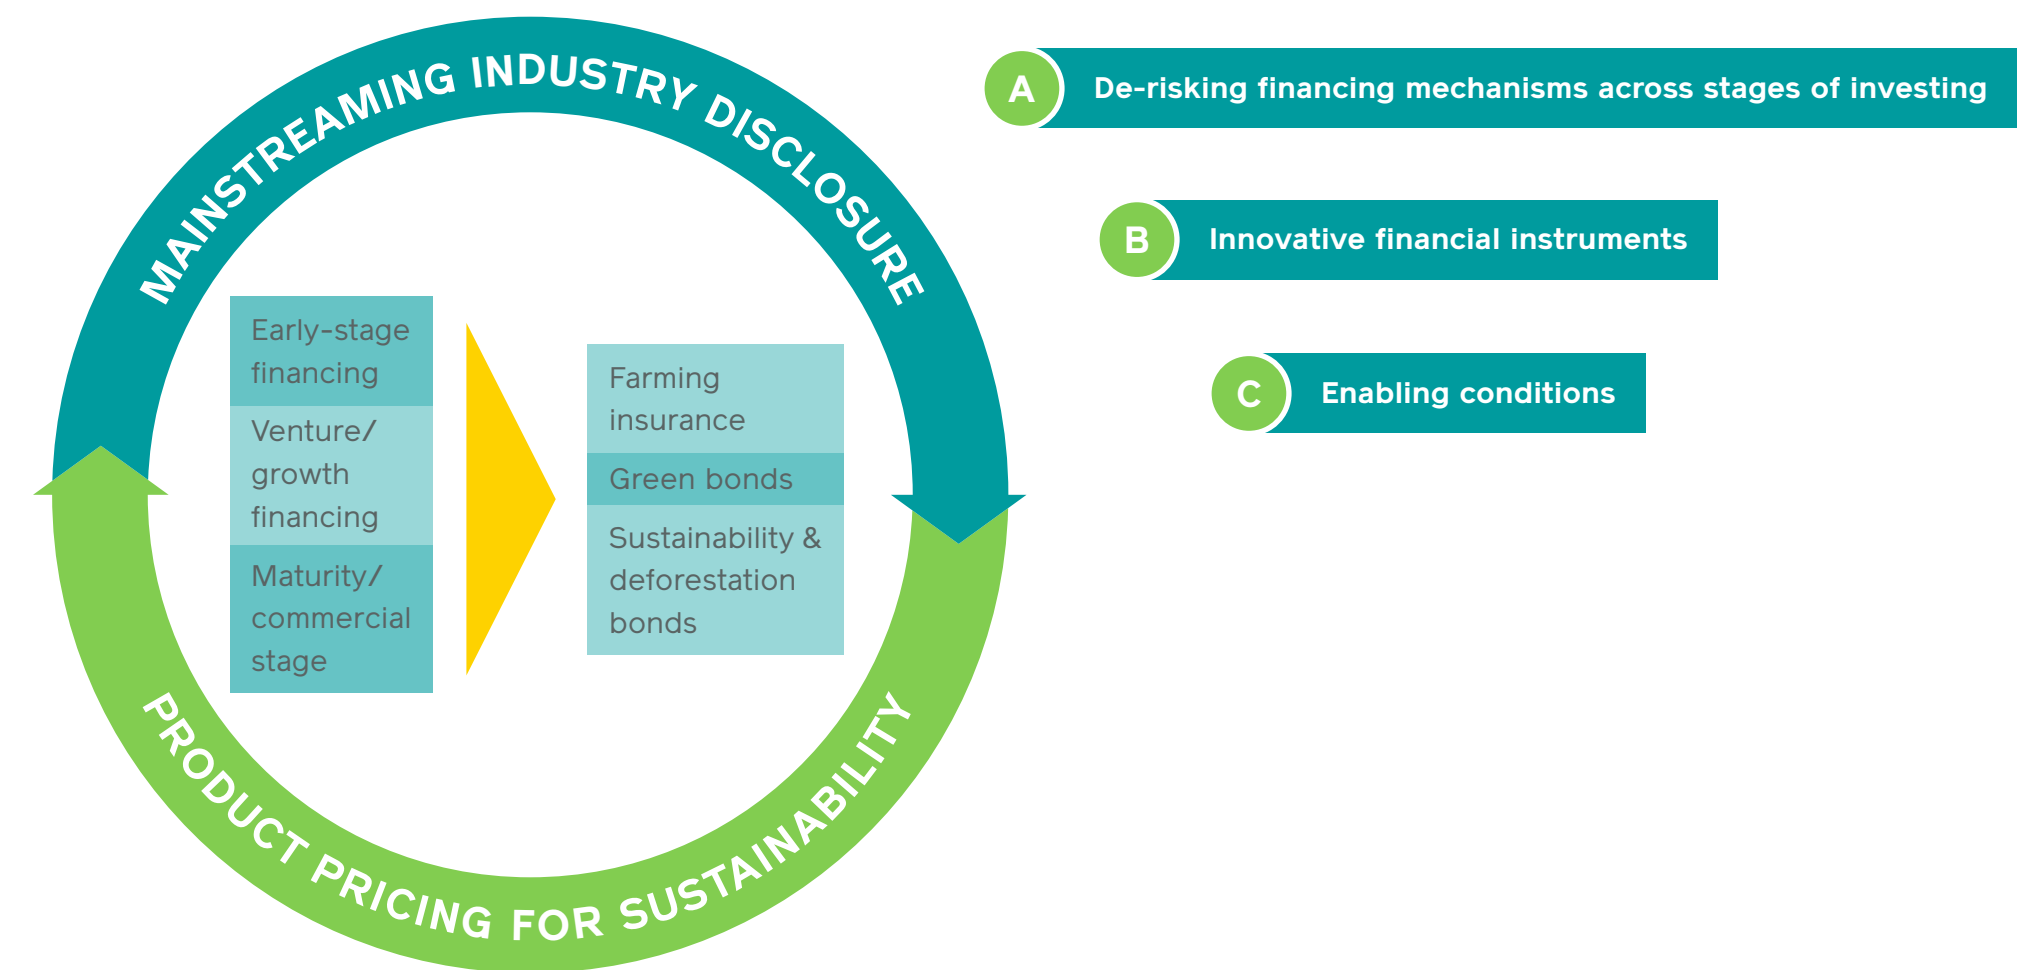 MAINSTREAMING INDUSTRY DISCLOSURE
Early-stage
financing
Venture/
growth
financing
Maturity/
commercial
stage
Farming
insurance
Green bonds
Sustainability &
deforestation
bonds
PRODUCT PRICING FOR SUSTAINABILITY
A De-risking financing mechanisms across stages of investing
B Innovative financial instruments
C Enabling conditions